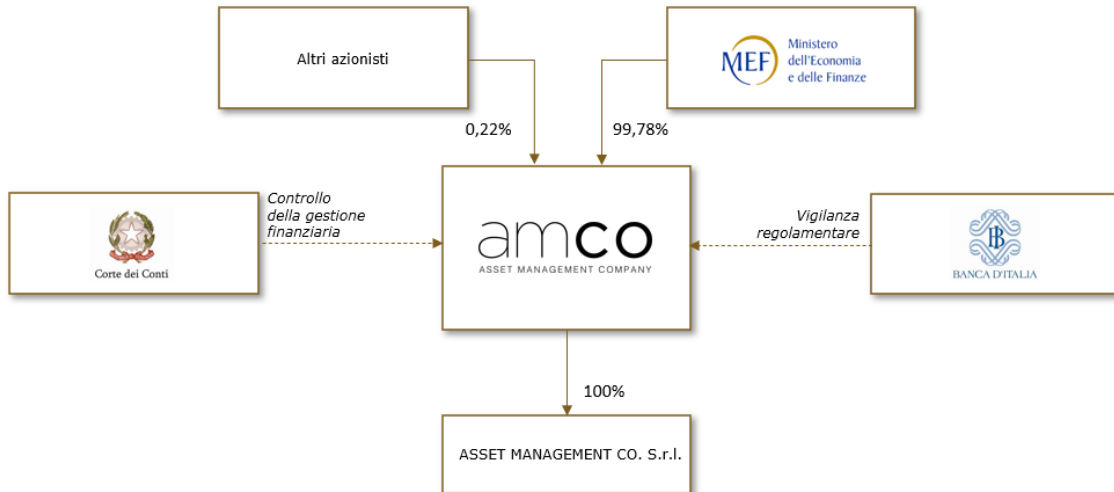 Altri azionisti
MEF
Ministero
dell'Economia
e delle Finanze
0,22%
99,78%
Corte dei Conti
Controllo
della gestione
finanziaria
amco
ASSET MANAGEMENT COMPANY
Vigilanza
regolamentare
BI
BANCA D'ITALIA
100%
ASSET MANAGEMENT CO. S.r.l.